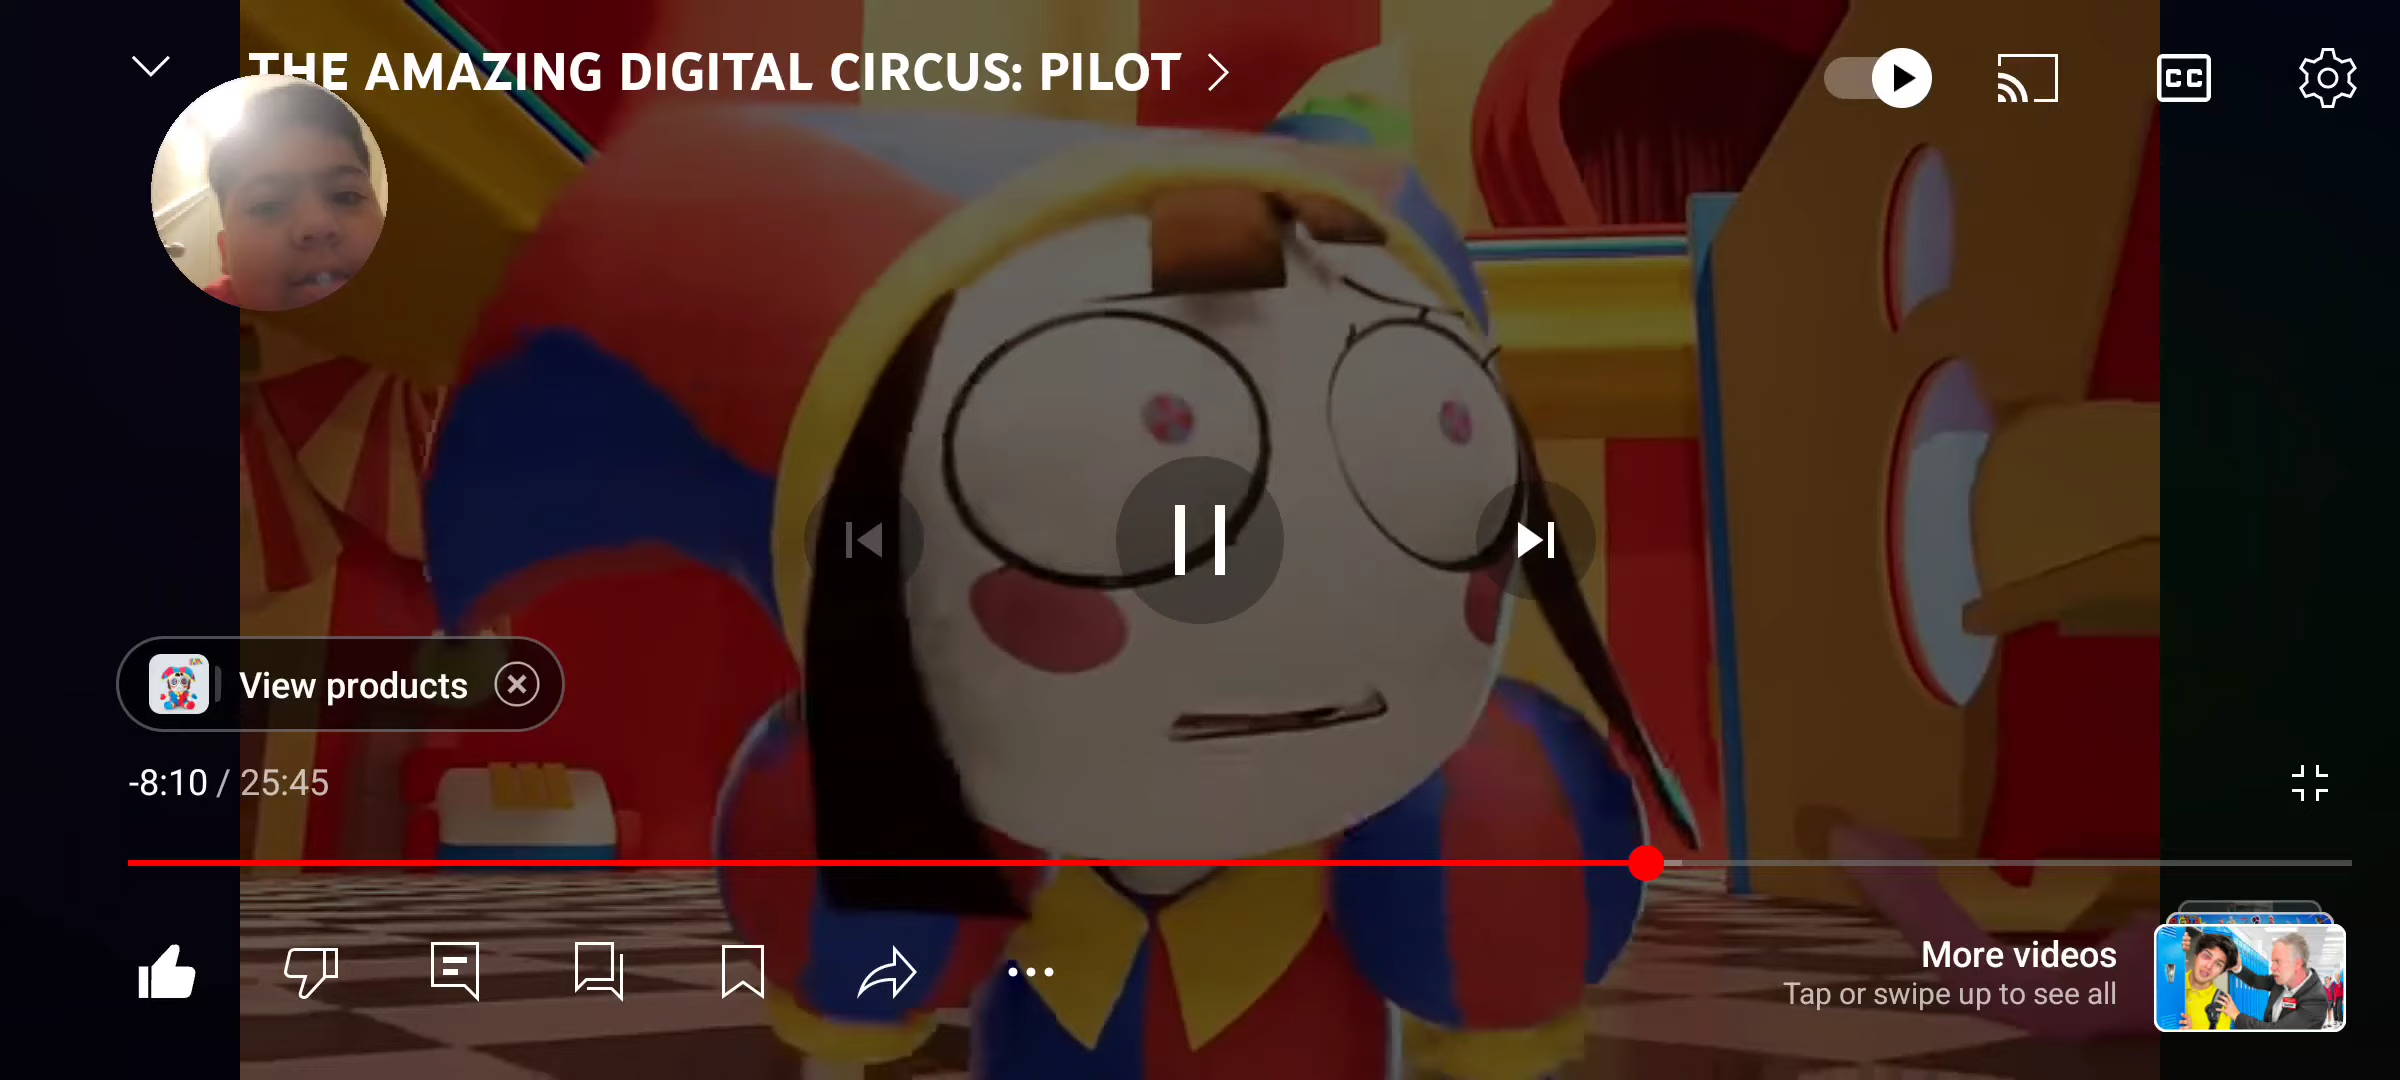 THE AMAZING DIGITAL CIRCUS: PILOT
CC
View products
-8:10 / 25:45
More videos
Tap or swipe up to see all